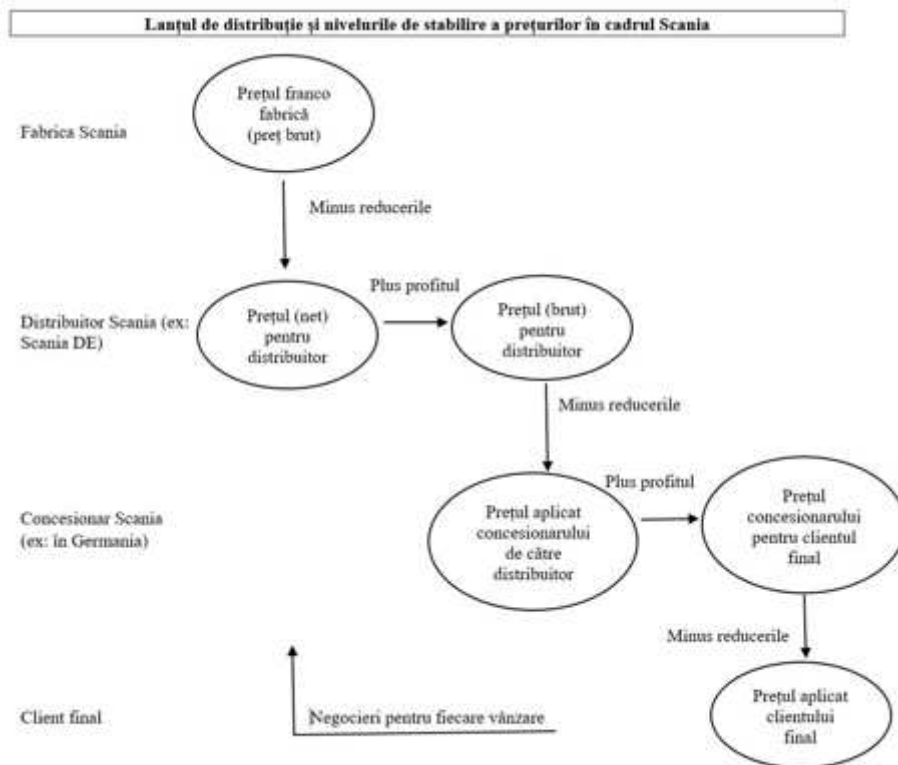 Lanțul de distribuție și nivelurile de stabilire a prețurilor în cadrul Scania
Prețul franco
fabrică
(preț brut)
Fabrica Scania
Minus reducerile
Plus profitul
Distribuitor Scania (ex:
Scania DE)
Prețul (net)
pentru
distribuitor
Prețul (brut)
pentru
distribuitor
Minus reducerile
Plus profitul
Concesionar Scania
(ex: în Germania)
Prețul aplicat
concesionarului
de către
distribuitor
Prețul
concesionarului
pentru clientul
final
Minus reducerile
Client final
Negocieri pentru fiecare vânzare
Prețul aplicat
clientului
final